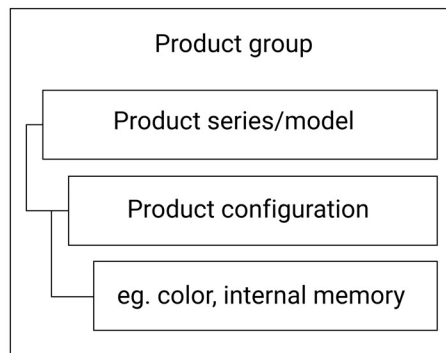 Product group
Product series/model
Product configuration
eg. color, internal memory